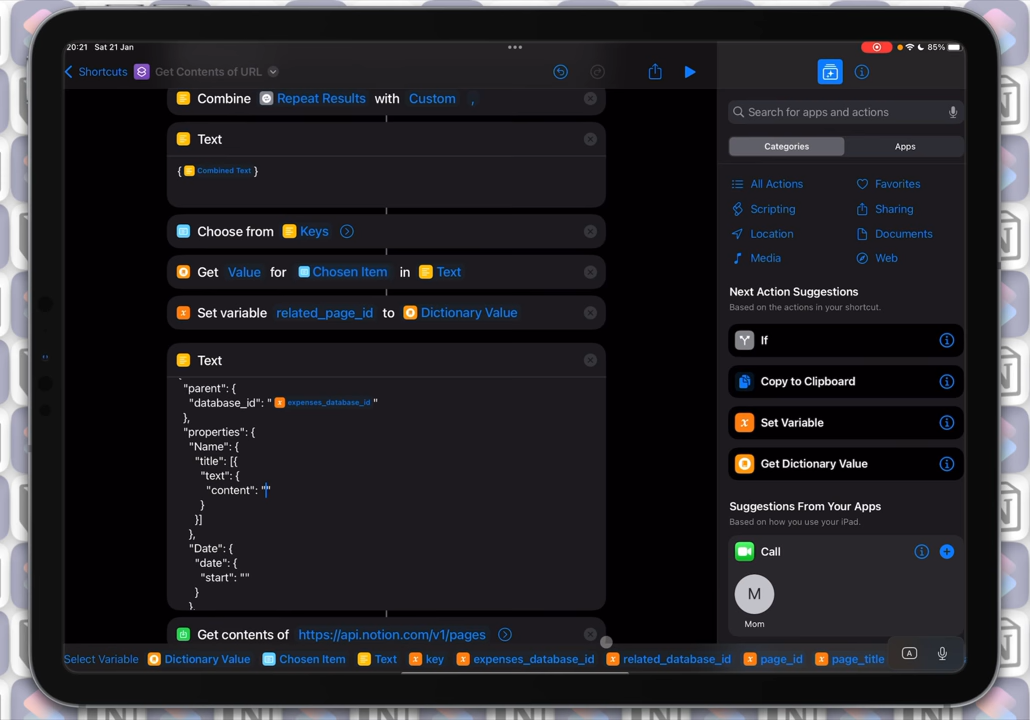 20:21 Sat 21 Jan
85%
Shortcuts
Get Contents of URL
Combine Repeat Results with Custom ,
Text
{ Combined Text }
Choose from Keys
Get Value for Chosen Item in Text
Set variable related_page_id to Dictionary Value
Text
"parent": {
"database_id": " expenses_database_id "
},
"properties": {
"Name": {
"title": [{
"text": {
"content": ""
}
}]
},
"Date": {
"date": {
"start": ""
}
},
Get contents of https://api.notion.com/v1/pages
Select Variable Dictionary Value Chosen Item Text key expenses_database_id related_database_id page_id page_title
A
Search for apps and actions
Categories Apps
All Actions Favorites
Scripting Sharing
Location Documents
Media Web
Next Action Suggestions
Based on the actions in your shortcut.
If
Copy to Clipboard
Set Variable
Get Dictionary Value
Suggestions From Your Apps
Based on how you use your iPad.
Call
M
Mom